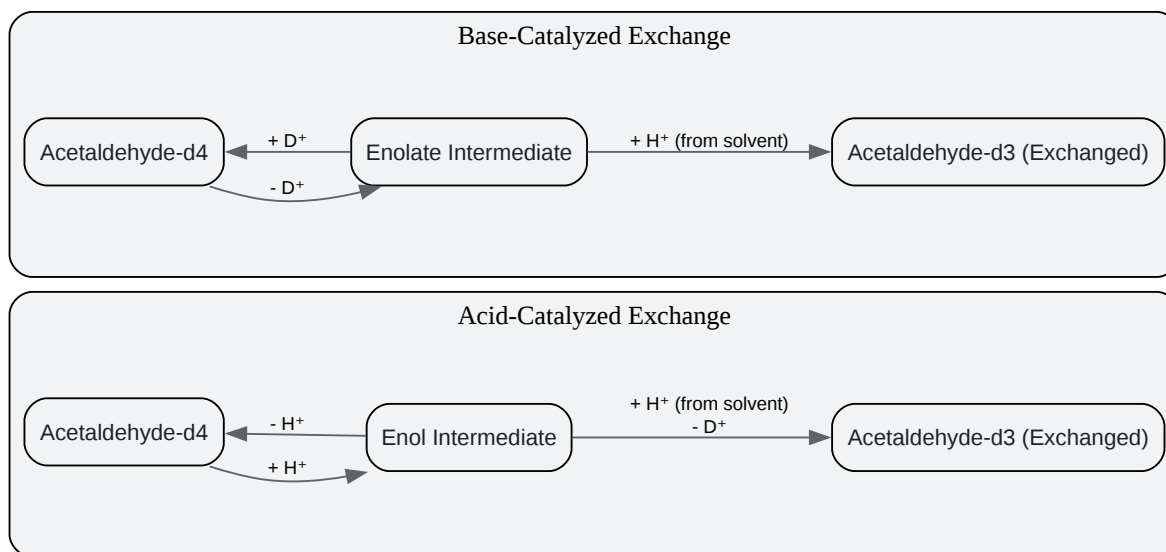 Base-Catalyzed Exchange
Acetaldehyde-d4
+ D⁺
- D⁺
Enolate Intermediate
+ H⁺ (from solvent)
Acetaldehyde-d3 (Exchanged)
Acid-Catalyzed Exchange
Acetaldehyde-d4
- H⁺
+ H⁺
Enol Intermediate
+ H⁺ (from solvent)
- D⁺
Acetaldehyde-d3 (Exchanged)